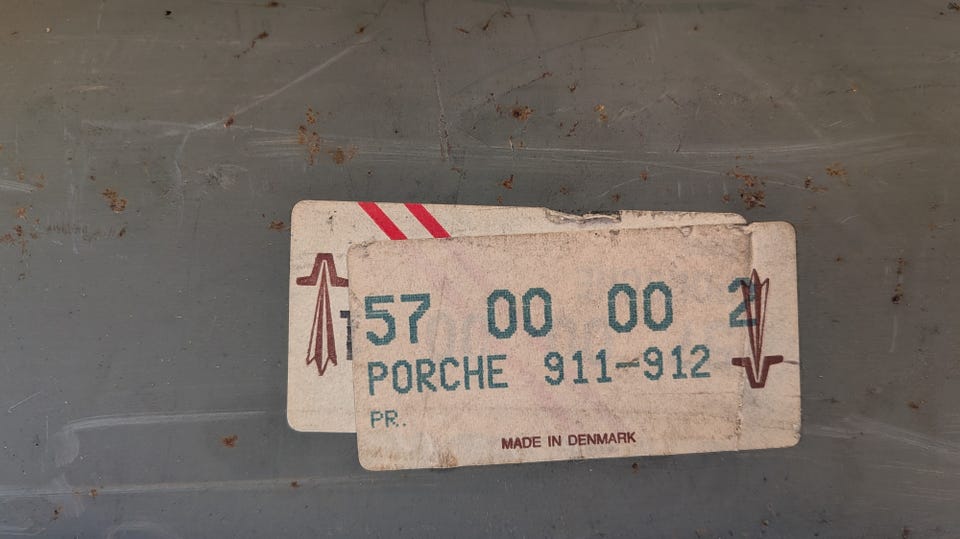 57 00 00 2
PORCHE 911-912
PR.
MADE IN DENMARK